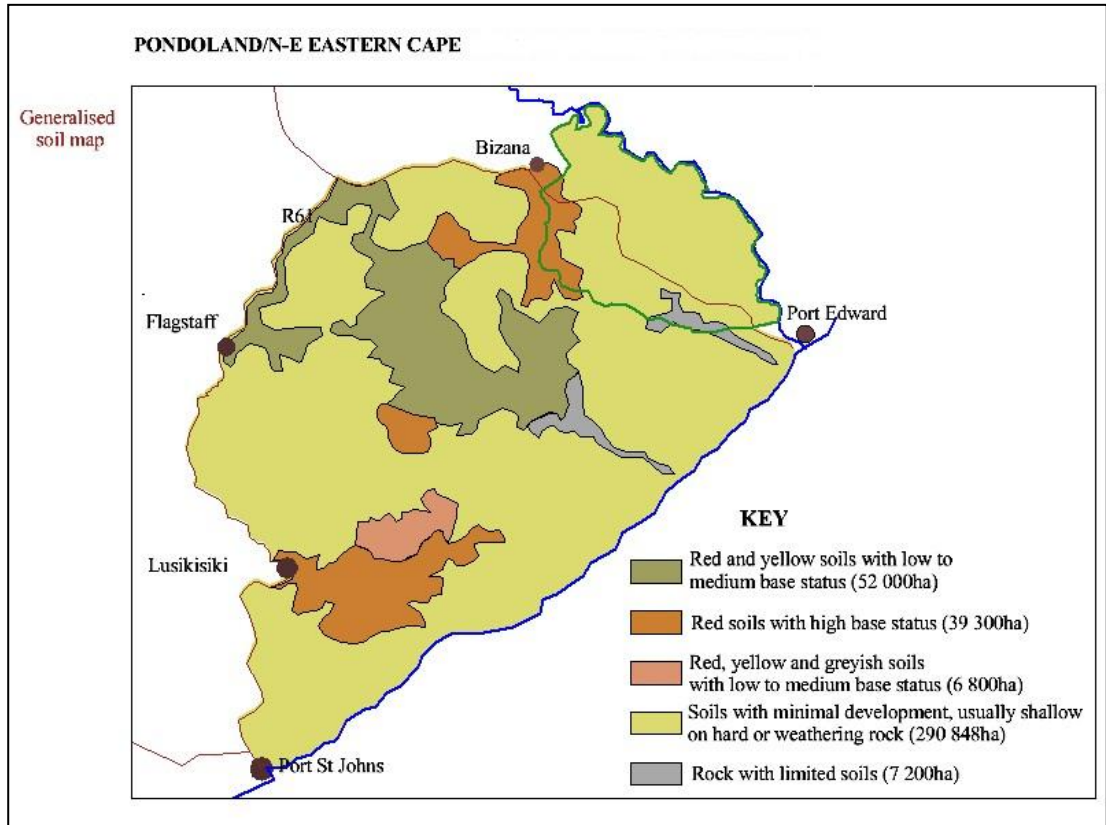 PONDOLAND/N-E EASTERN CAPE
Generalised
soil map
Bizana
R61
Flagstaff
Port Edward
Lusikisiki
Port St Johns
KEY
Red and yellow soils with low to
medium base status (52 000ha)
Red soils with high base status (39 300ha)
Red, yellow and greyish soils
with low to medium base status (6 800ha)
Soils with minimal development, usually shallow
on hard or weathering rock (290 848ha)
Rock with limited soils (7 200ha)